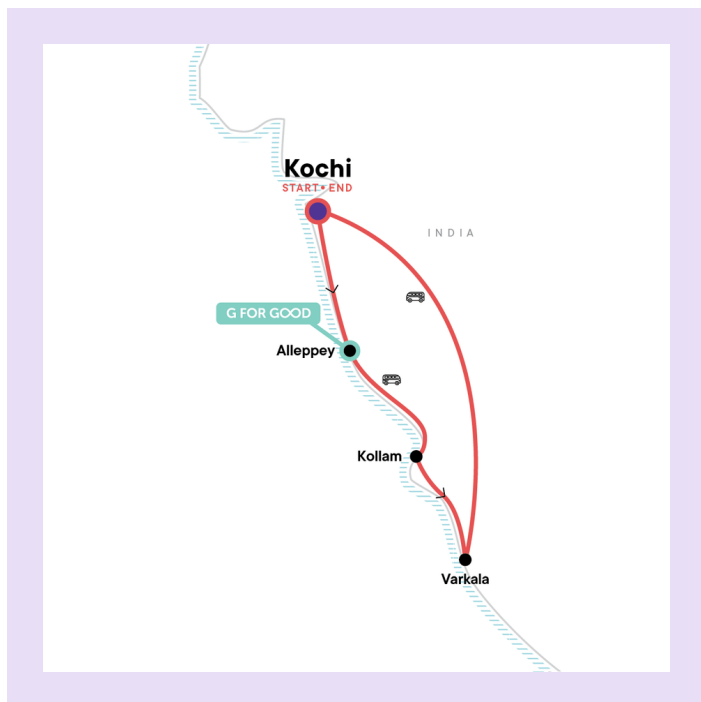 Kochi
START • END
INDIA
G FOR GOOD
Alleppey
Kollam
Varkala